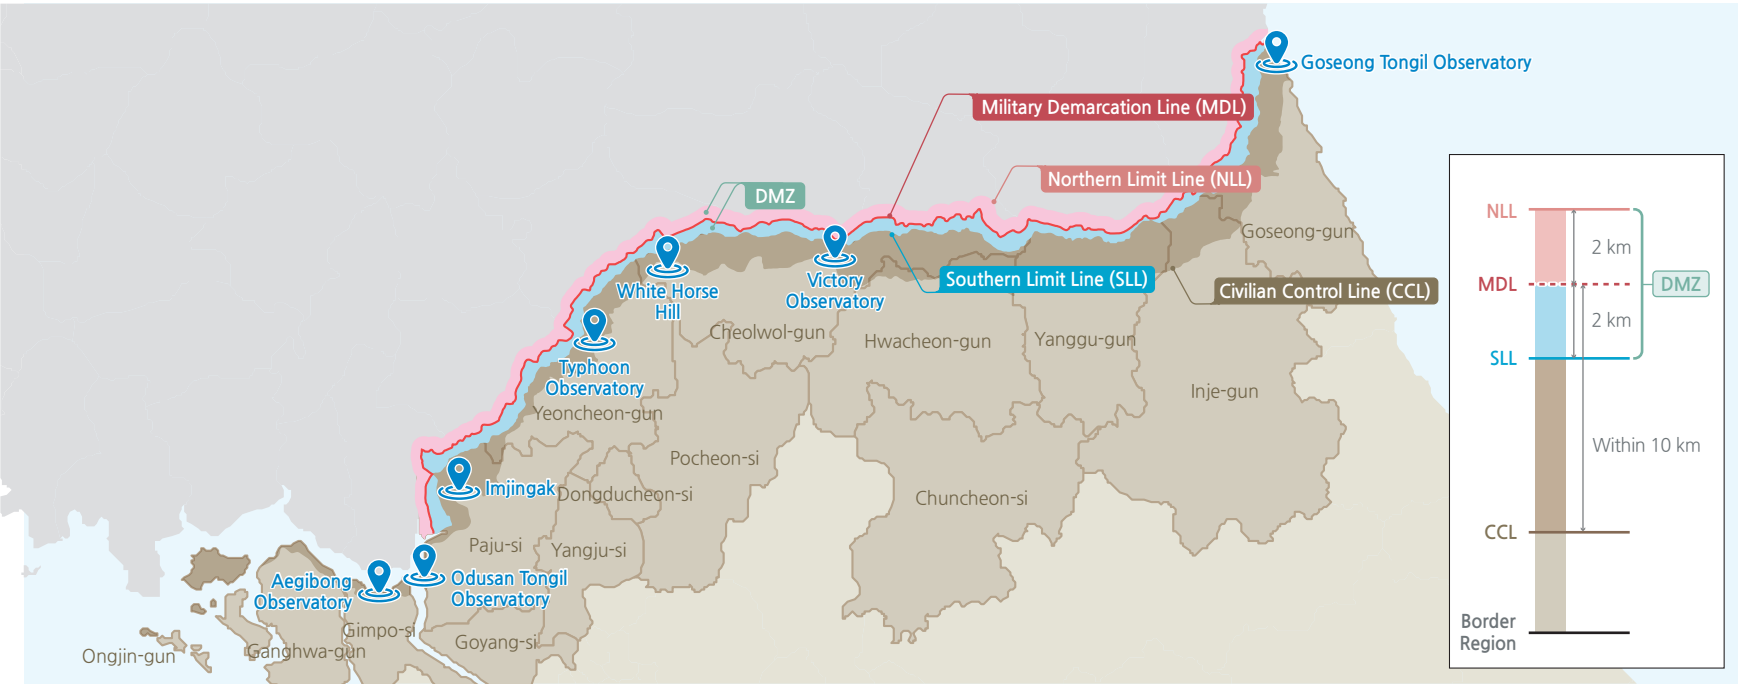 Goseong Tongil Observatory
Military Demarcation Line (MDL)
Northern Limit Line (NLL)
DMZ
Goseong-gun
White Horse
Hill
Victory
Observatory
Southern Limit Line (SLL)
Civilian Control Line (CCL)
Cheolwol-gun
Hwacheon-gun
Yanggu-gun
Typhoon
Observatory
Inje-gun
Yeoncheon-gun
Pocheon-si
Imjingak
Dongducheon-si
Chuncheon-si
Paju-si
Yangju-si
Aegibong
Observatory
Odusan Tongil
Observatory
Gimpo-si
Goyang-si
Ganghwa-gun
Ongjin-gun
NLL
2 km
MDL
DMZ
2 km
SLL
Within 10 km
CCL
Border
Region